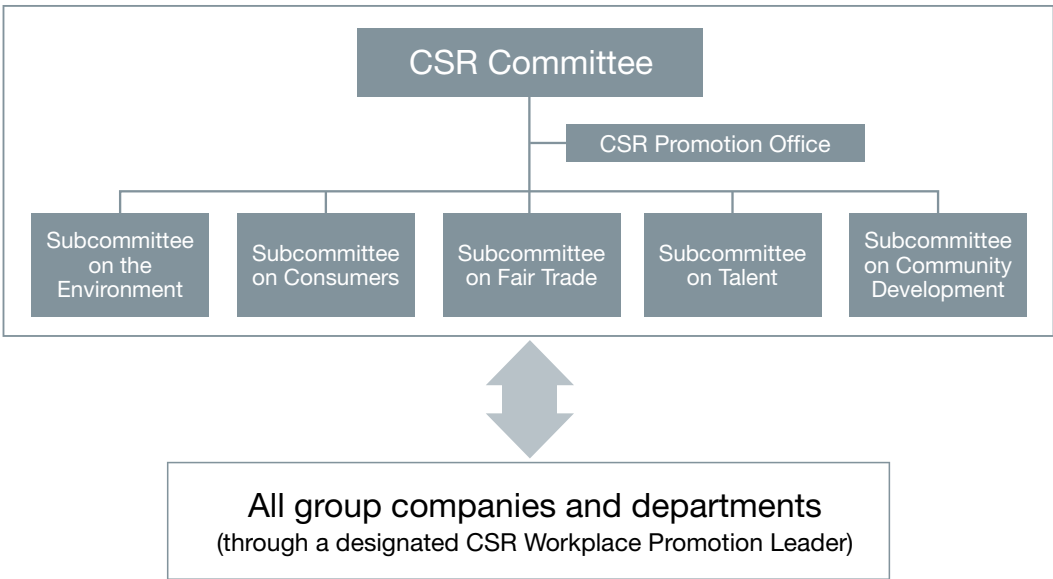 CSR Committee
CSR Promotion Office
Subcommittee
on the
Environment
Subcommittee
on Consumers
Subcommittee
on Fair Trade
Subcommittee
on Talent
Subcommittee
on Community
Development
All group companies and departments
(through a designated CSR Workplace Promotion Leader)